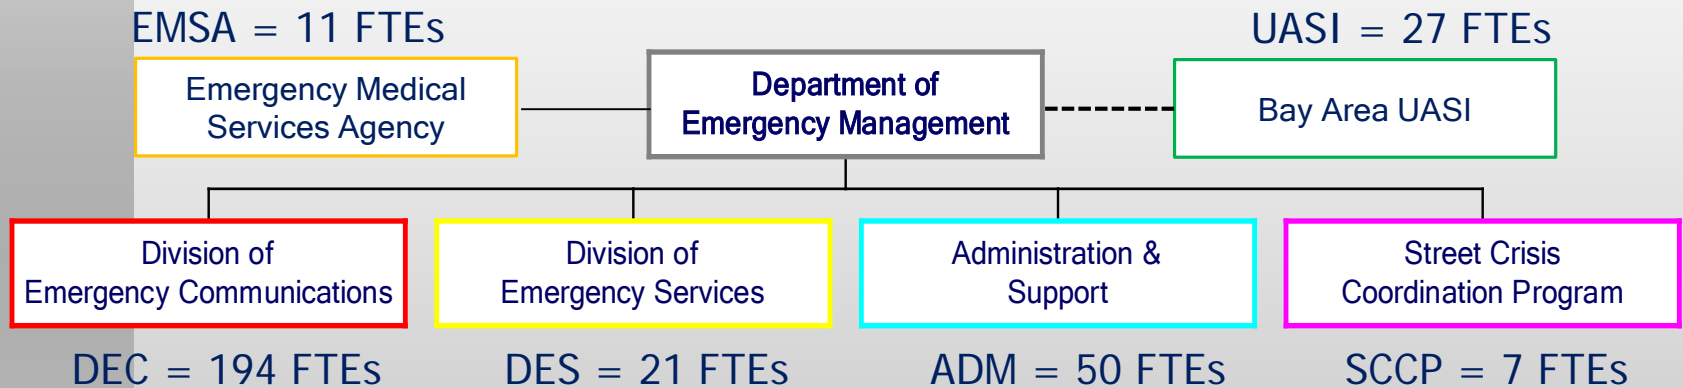 EMSA = 11 FTEs
UASI = 27 FTEs
Emergency Medical
Services Agency
Department of
Emergency Management
Bay Area UASI
Division of
Emergency Communications
Division of
Emergency Services
Administration &
Support
Street Crisis
Coordination Program
DEC = 194 FTEs
DES = 21 FTEs
ADM = 50 FTEs
SCCP = 7 FTEs